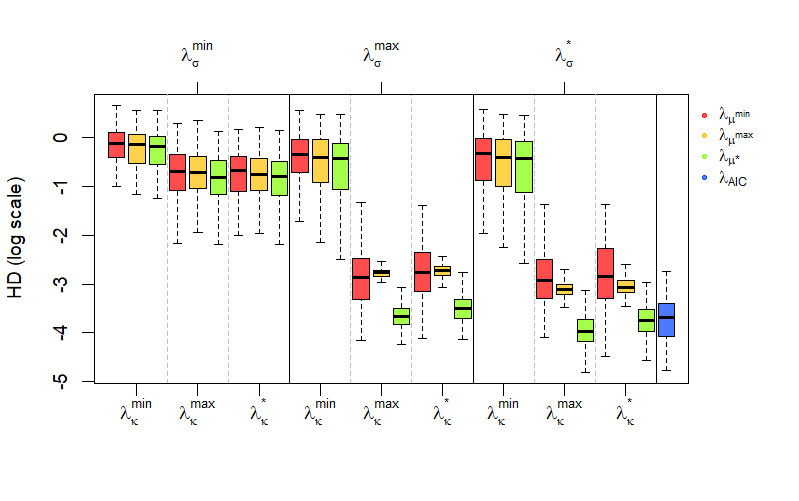 λσmin λσmax λσ*
HD (log scale)
0
-1
-2
-3
-4
-5
λκmin λκmax λκ* λκmin λκmax λκ* λκmin λκmax λκ*
λμmin
λμmax
λμ*
λAIC